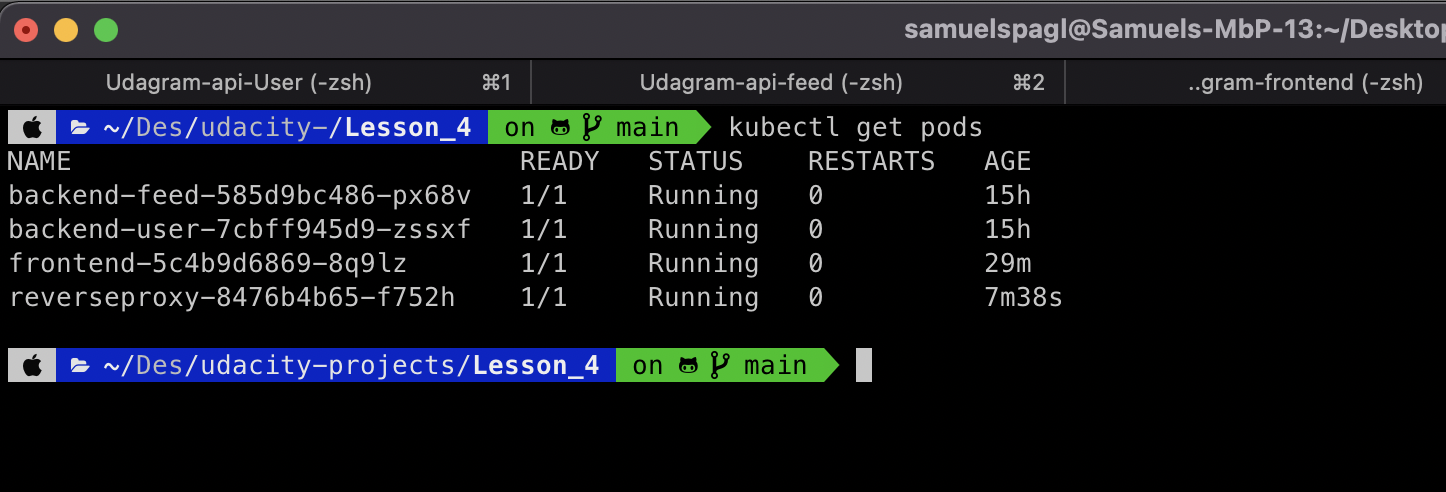 samuelspagl@Samuels-MbP-13:~/Desktop
Udagram-api-User (-zsh) ⌘1 Udagram-api-feed (-zsh) ⌘2 ..gram-frontend (-zsh)
~/Des/udacity-/Lesson_4 on main kubectl get pods
NAME READY STATUS RESTARTS AGE
backend-feed-585d9bc486-px68v 1/1 Running 0 15h
backend-user-7cbff945d9-zssxf 1/1 Running 0 15h
frontend-5c4b9d6869-8q9lz 1/1 Running 0 29m
reverseproxy-8476b4b65-f752h 1/1 Running 0 7m38s
~/Des/udacity-projects/Lesson_4 on main